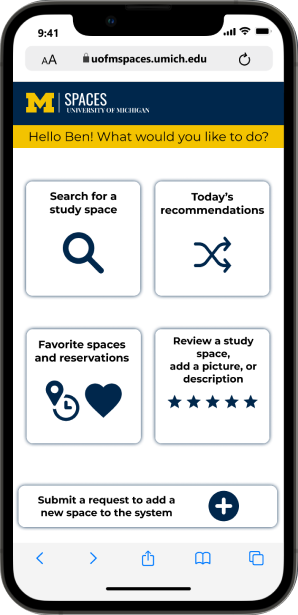 9:41
AA uofmspaces.umich.edu
M SPACES
UNIVERSITY OF MICHIGAN
Hello Ben! What would you like to do?
Search for a
study space
Today's
recommendations
Favorite spaces
and reservations
Review a study
space,
add a picture, or
description
Submit a request to add a
new space to the system